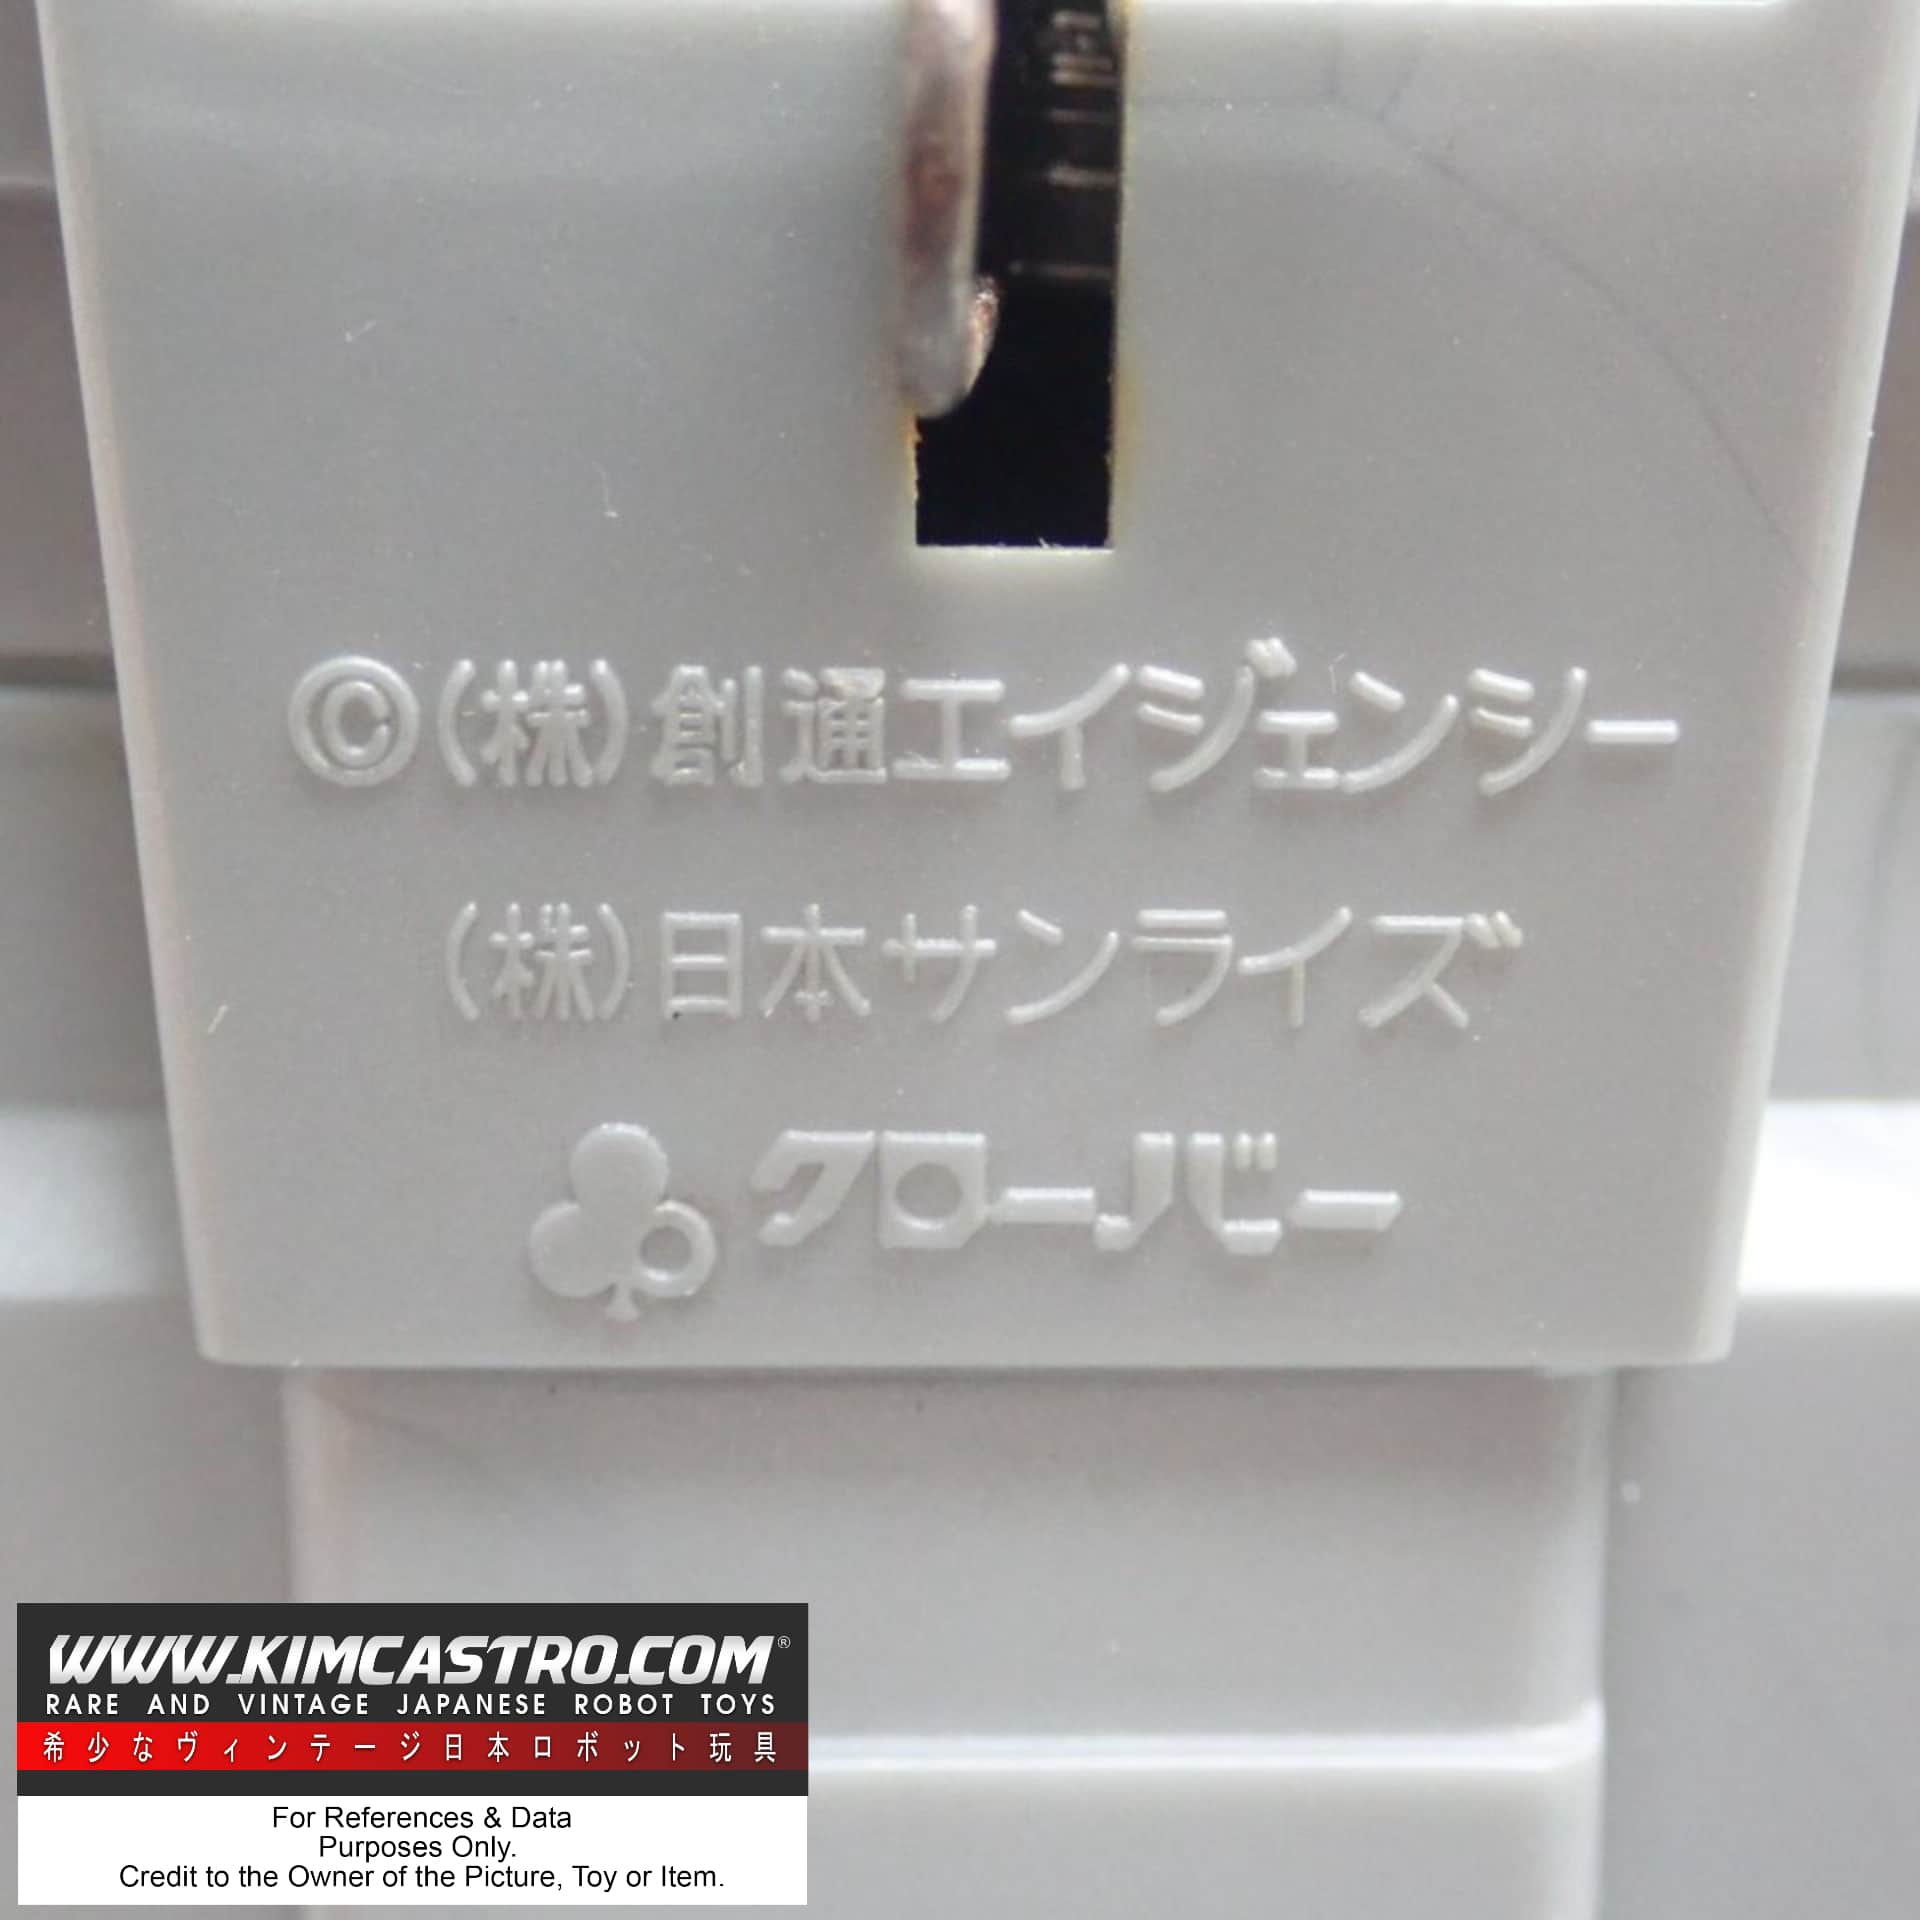 ©(株)創通エイジェンシー
(株)日本サンライズ
クローバー
WWW.KIMCASTRO.COM®
RARE AND VINTAGE JAPANESE ROBOT TOYS
希少なヴィンテージ日本ロボット玩具
For References & Data
Purposes Only.
Credit to the Owner of the Picture, Toy or Item.